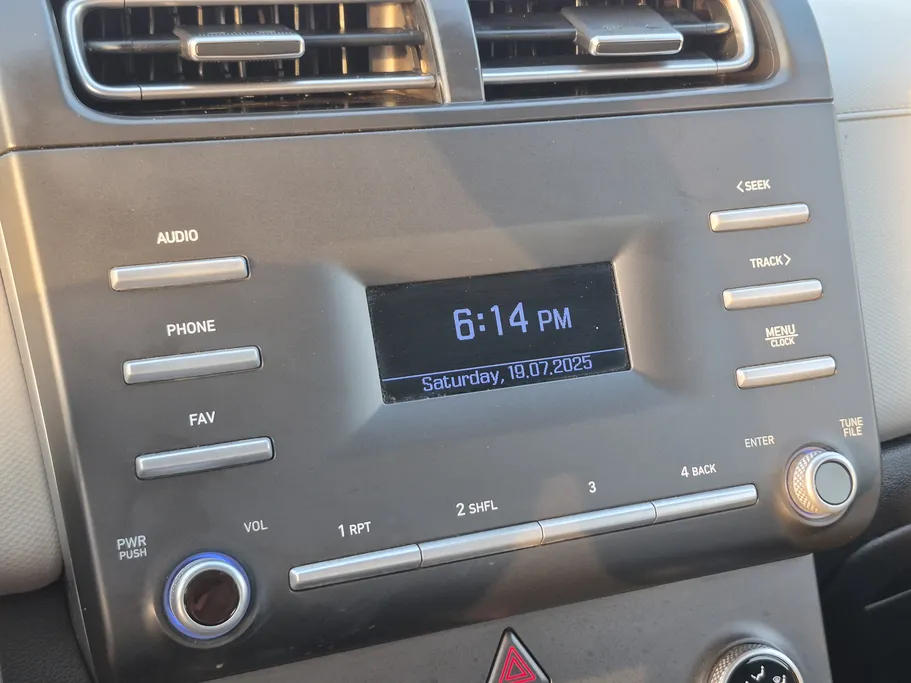 <SEEK
AUDIO
TRACK>
PHONE
6:14 PM
MENU
CLOCK
Saturday, 19.07.2025
FAV
TUNE
FILE
ENTER
4 BACK
3
2 SHFL
1 RPT
VOL
PWR
PUSH